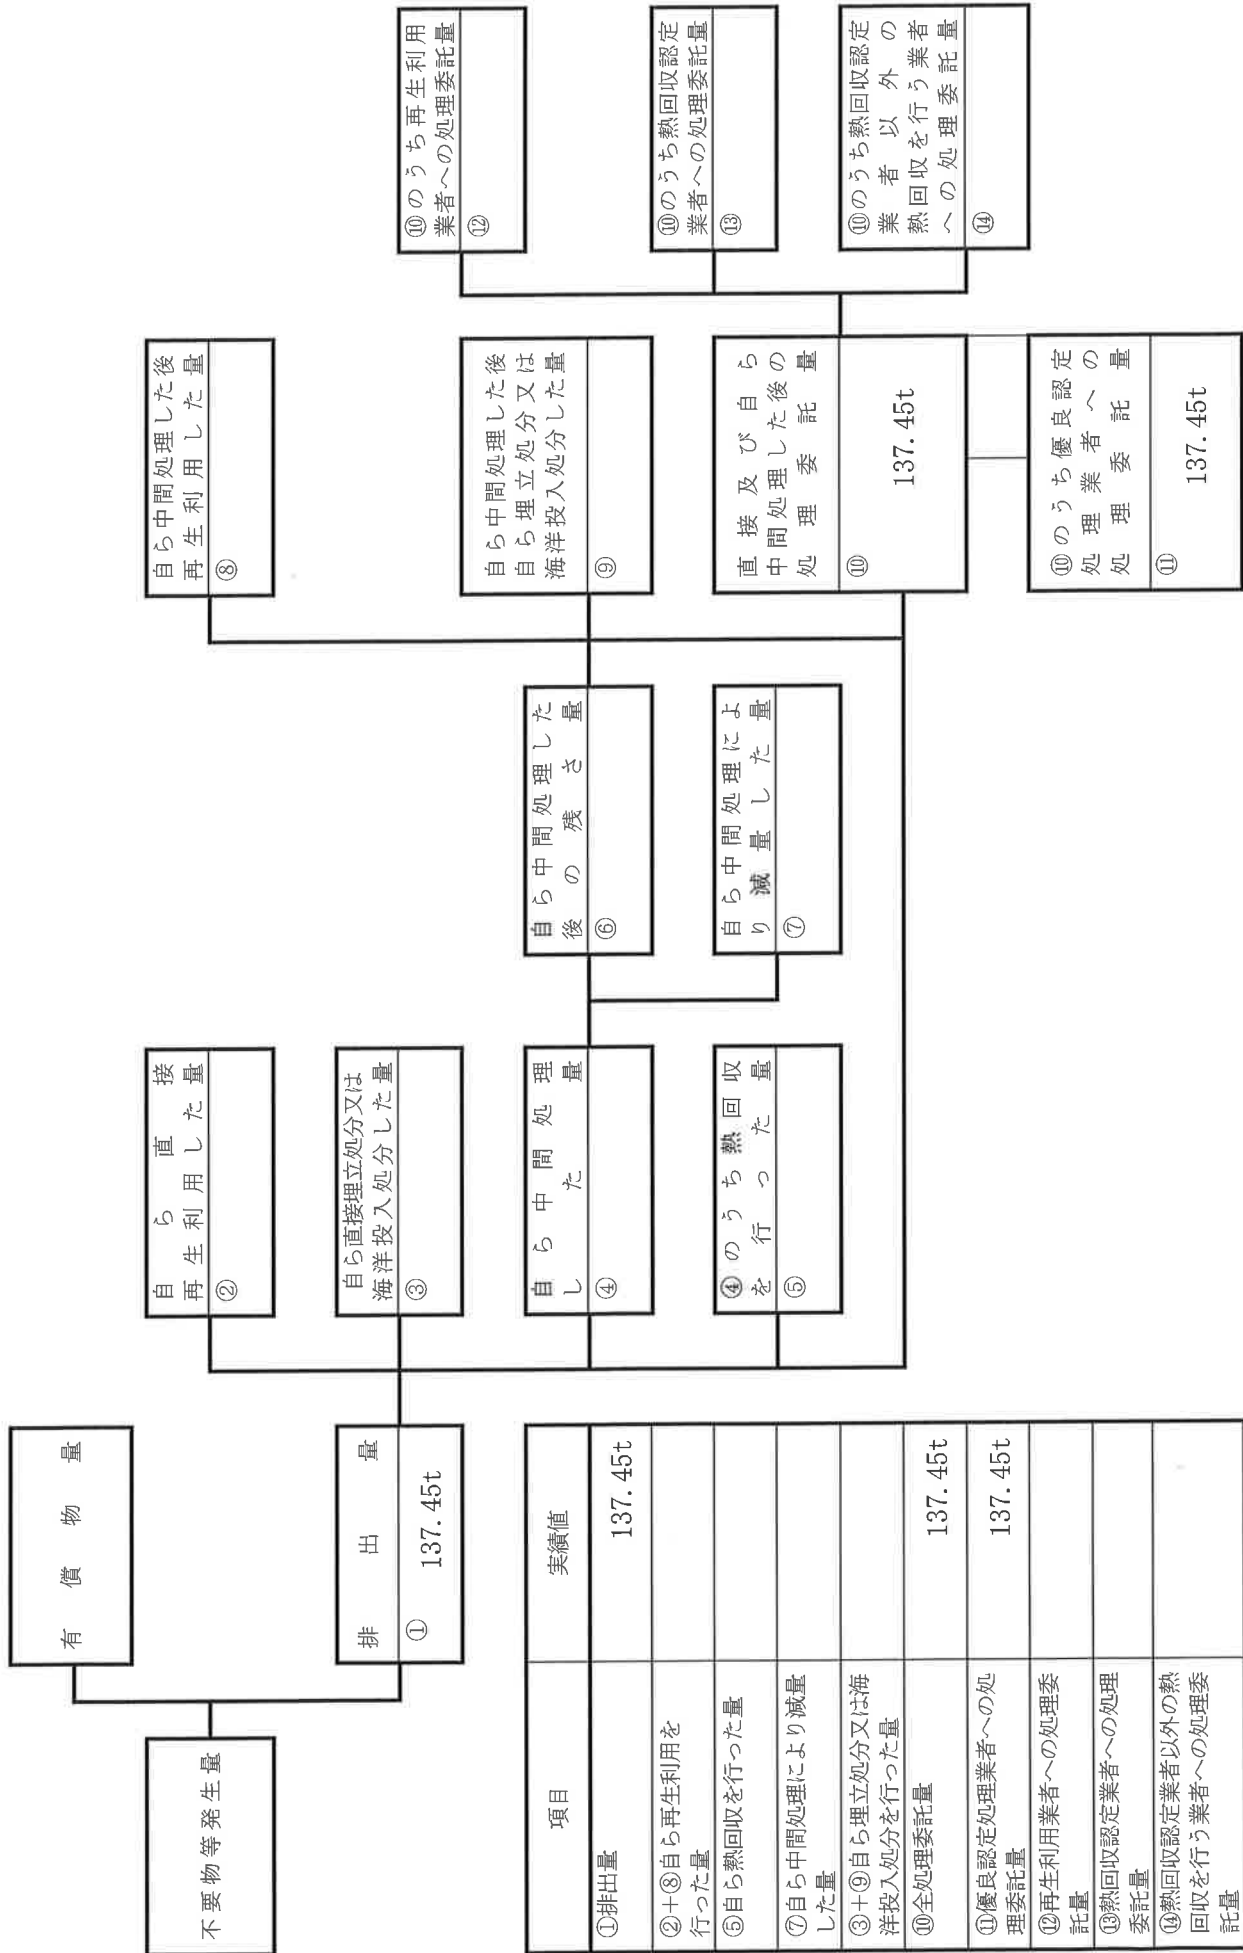 不要物等発生量
有償物量
排出量
① 137.45t
自ら直接
再生利用した量
②
自ら直接埋立処分又は
海洋投入処分した量
③
自ら中間処理
した量
④
④のうち熱回収
を行った量
⑤
自ら中間処理した
後の残さ量
⑥
自ら中間処理によ
り減量した量
⑦
自ら中間処理した後
再生利用した量
⑧
自ら中間処理した後
自ら埋立処分又は
海洋投入処分した量
⑨
直接及び自ら
中間処理した後の
処理委託量
⑩
137.45t
⑩のうち優良認定
処理業者への
処理委託量
⑪
137.45t
⑩のうち再生利用
業者への処理委託量
⑫
⑩のうち熱回収認定
業者への処理委託量
⑬
⑩のうち熱回収認定
業者以外の
熱回収を行う業者
への処理委託量
⑭
項目 実績値
①排出量 137.45t
②+⑧自ら再生利用を
行った量
⑤自ら熱回収を行った量
⑦自ら中間処理により減量
した量
③+⑨自ら埋立処分又は海
洋投入処分を行った量
⑩全処理委託量 137.45t
⑪優良認定処理業者への処
理委託量 137.45t
⑫再生利用業者への処理委
託量
⑬熱回収認定業者への処理
委託量
⑭熱回収認定業者以外の熱
回収を行う業者への処理委
託量